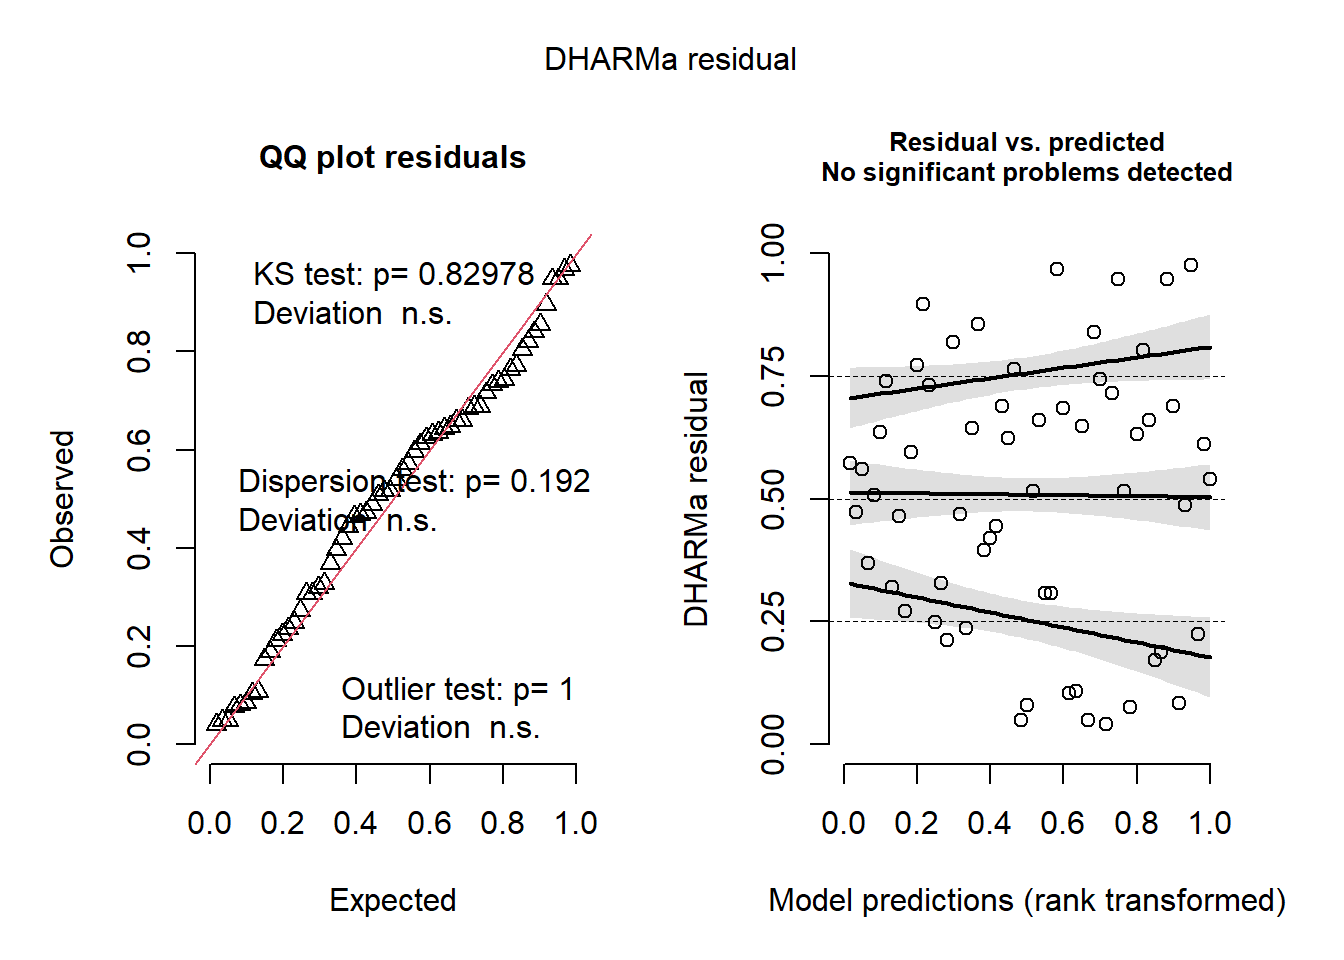 DHARMa residual
QQ plot residuals
KS test: p= 0.82978
Deviation  n.s.
Dispersion test: p= 0.192
Deviation  n.s.
Outlier test: p= 1
Deviation  n.s.
Observed
0.0 0.2 0.4 0.6 0.8 1.0
0.0 0.2 0.4 0.6 0.8 1.0
Expected
Residual vs. predicted
No significant problems detected
DHARMa residual
0.00 0.25 0.50 0.75 1.00
0.0 0.2 0.4 0.6 0.8 1.0
Model predictions (rank transformed)